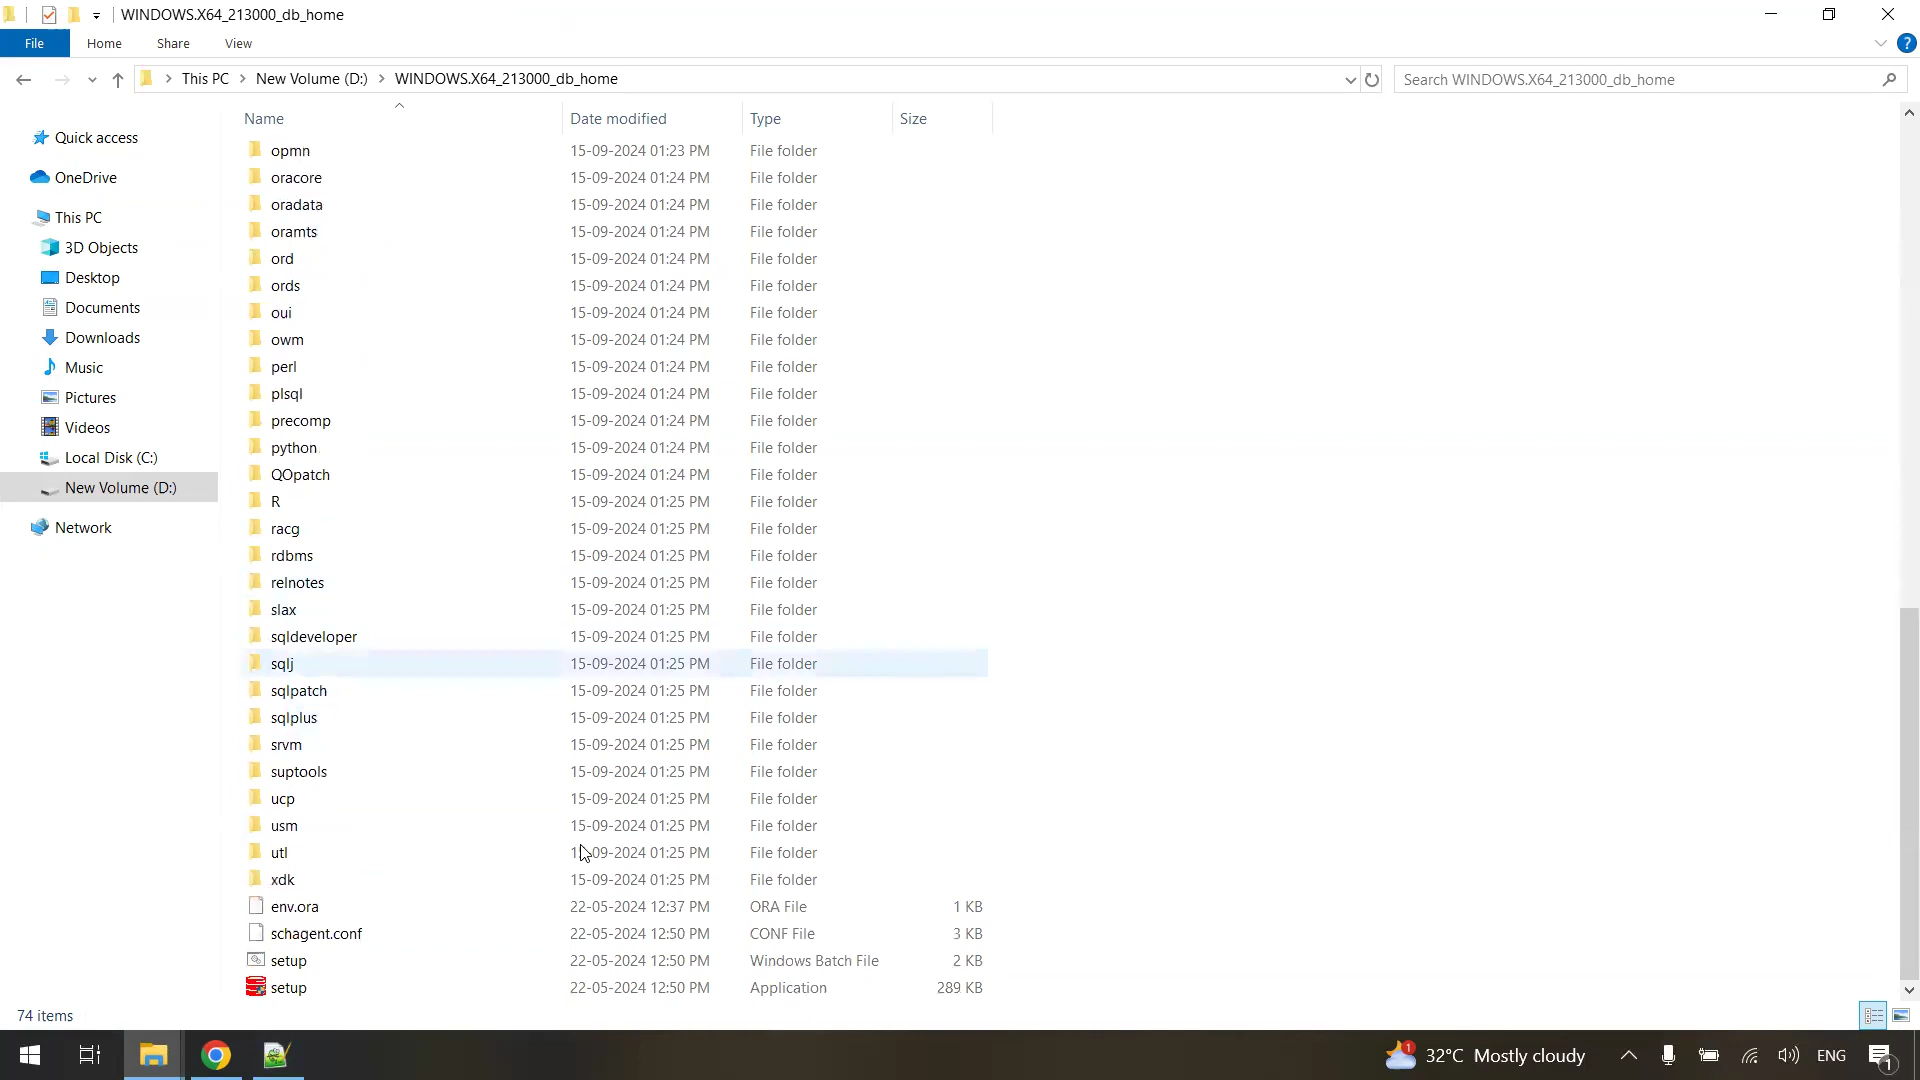 WINDOWS.X64_213000_db_home
File Home Share View
This PC New Volume (D:) WINDOWS.X64_213000_db_home
Search WINDOWS.X64_213000_db_home
Quick access
OneDrive
This PC
3D Objects
Desktop
Documents
Downloads
Music
Pictures
Videos
Local Disk (C:)
New Volume (D:)
Network
Name Date modified Type Size
opmn 15-09-2024 01:23 PM File folder
oracore 15-09-2024 01:24 PM File folder
oradata 15-09-2024 01:24 PM File folder
oramts 15-09-2024 01:24 PM File folder
ord 15-09-2024 01:24 PM File folder
ords 15-09-2024 01:24 PM File folder
oui 15-09-2024 01:24 PM File folder
owm 15-09-2024 01:24 PM File folder
perl 15-09-2024 01:24 PM File folder
plsql 15-09-2024 01:24 PM File folder
precomp 15-09-2024 01:24 PM File folder
python 15-09-2024 01:24 PM File folder
QOpatch 15-09-2024 01:24 PM File folder
R 15-09-2024 01:25 PM File folder
racg 15-09-2024 01:25 PM File folder
rdbms 15-09-2024 01:25 PM File folder
relnotes 15-09-2024 01:25 PM File folder
slax 15-09-2024 01:25 PM File folder
sqldeveloper 15-09-2024 01:25 PM File folder
sqlj 15-09-2024 01:25 PM File folder
sqlpatch 15-09-2024 01:25 PM File folder
sqlplus 15-09-2024 01:25 PM File folder
srvm 15-09-2024 01:25 PM File folder
suptools 15-09-2024 01:25 PM File folder
ucp 15-09-2024 01:25 PM File folder
usm 15-09-2024 01:25 PM File folder
utl 15-09-2024 01:25 PM File folder
xdk 15-09-2024 01:25 PM File folder
env.ora 22-05-2024 12:37 PM ORA File 1 KB
schagent.conf 22-05-2024 12:50 PM CONF File 3 KB
setup 22-05-2024 12:50 PM Windows Batch File 2 KB
setup 22-05-2024 12:50 PM Application 289 KB
74 items
1 32°C Mostly cloudy ENG 1